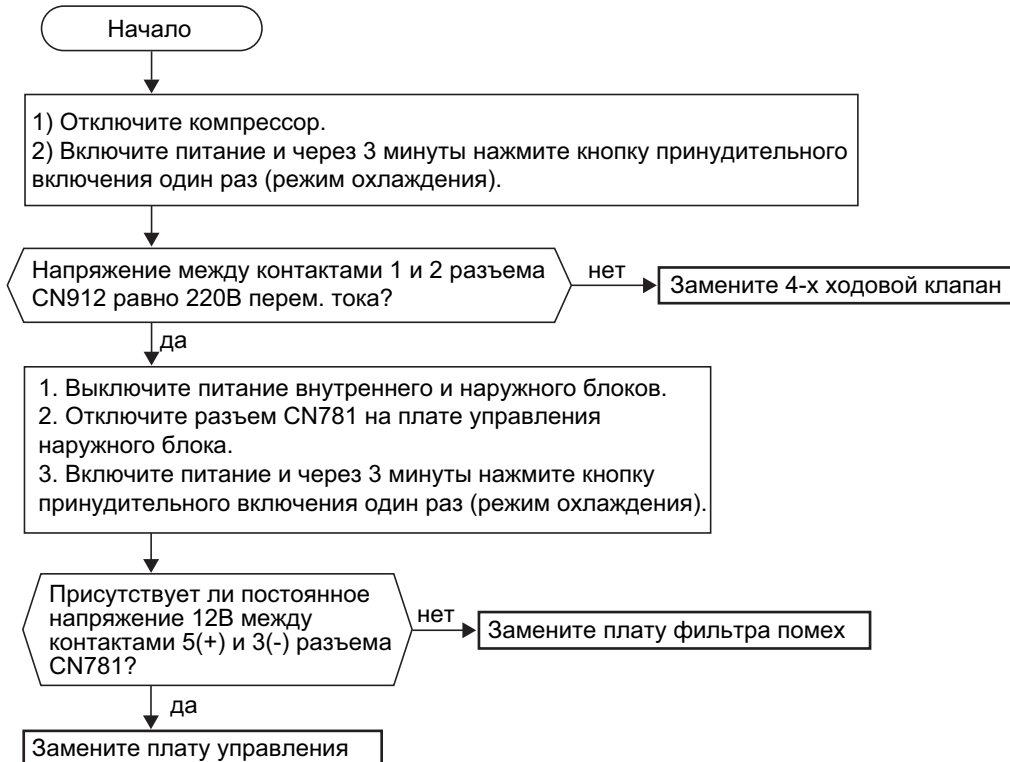 Начало
1) Отключите компрессор.
2) Включите питание и через 3 минуты нажмите кнопку принудительного
включения один раз (режим охлаждения).
Напряжение между контактами 1 и 2 разъема
CN912 равно 220В перем. тока?
нет
Замените 4-х ходовой клапан
да
1. Выключите питание внутреннего и наружного блоков.
2. Отключите разъем CN781 на плате управления
наружного блока.
3. Включите питание и через 3 минуты нажмите кнопку
принудительного включения один раз (режим охлаждения).
Присутствует ли постоянное
напряжение 12В между
контактами 5(+) и 3(-) разъема
CN781?
нет
Замените плату фильтра помех
да
Замените плату управления